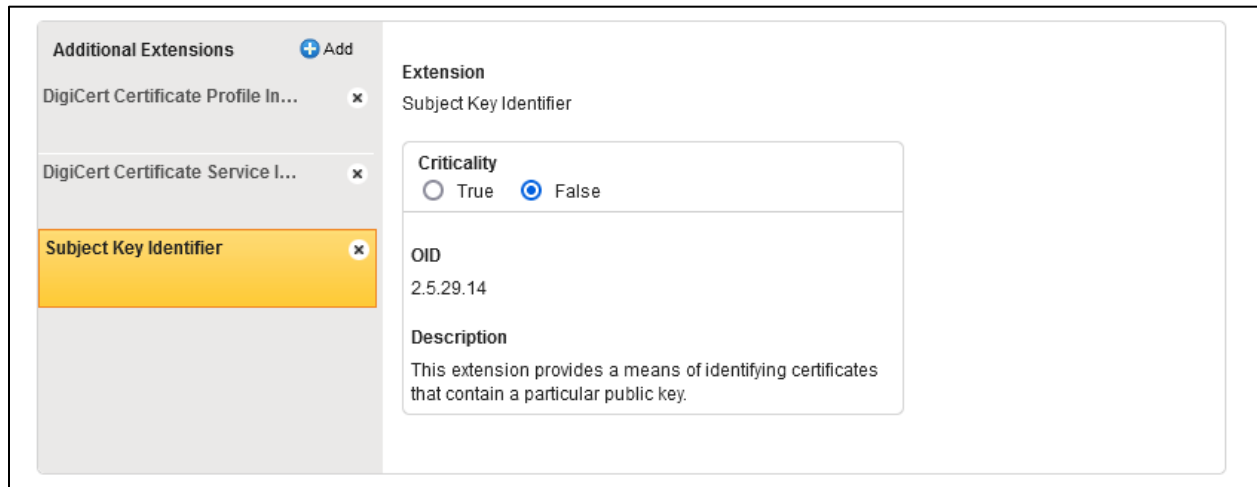 Additional Extensions
Add
DigiCert Certificate Profile In...
DigiCert Certificate Service I...
Subject Key Identifier
Extension
Subject Key Identifier
Criticality
True False
OID
2.5.29.14
Description
This extension provides a means of identifying certificates
that contain a particular public key.